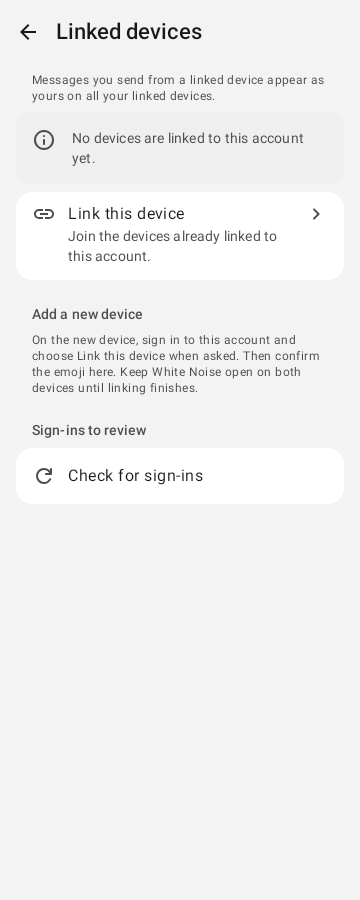 Linked devices
Messages you send from a linked device appear as
yours on all your linked devices.
No devices are linked to this account
yet.
Link this device
Join the devices already linked to
this account.
Add a new device
On the new device, sign in to this account and
choose Link this device when asked. Then confirm
the emoji here. Keep White Noise open on both
devices until linking finishes.
Sign-ins to review
Check for sign-ins